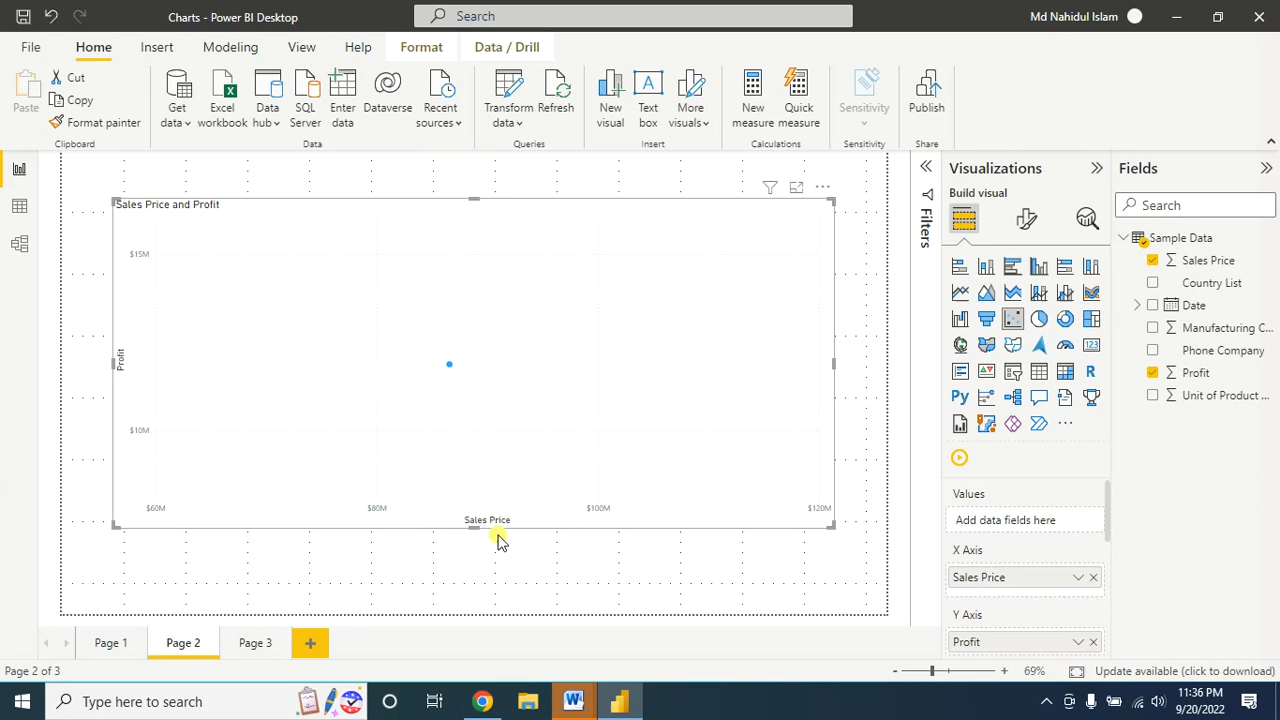 Charts - Power BI Desktop
Search
Md Nahidul Islam
File
Home
Insert
Modeling
View
Help
Format
Data / Drill
Paste
Cut
Copy
Format painter
Clipboard
Get data
Excel workbook
Data hub
SQL Server
Enter data
Dataverse
Recent sources
Data
Transform data
Refresh
Queries
New visual
Text box
A
More visuals
Insert
New measure
Quick measure
Calculations
Sensitivity
Sensitivity
Publish
Share
Sales Price and Profit
$15M
Profit
$10M
$60M
$80M
$100M
$120M
Sales Price
Filters
Visualizations
Build visual
123
R
Py
Values
Add data fields here
X Axis
Sales Price
Y Axis
Profit
Fields
Search
Sample Data
Sales Price
Country List
Date
Manufacturing C...
Phone Company
Profit
Unit of Product ...
Page 1
Page 2
Page 3
Page 2 of 3
69%
Update available (click to download)
Type here to search
11:36 PM
9/20/2022